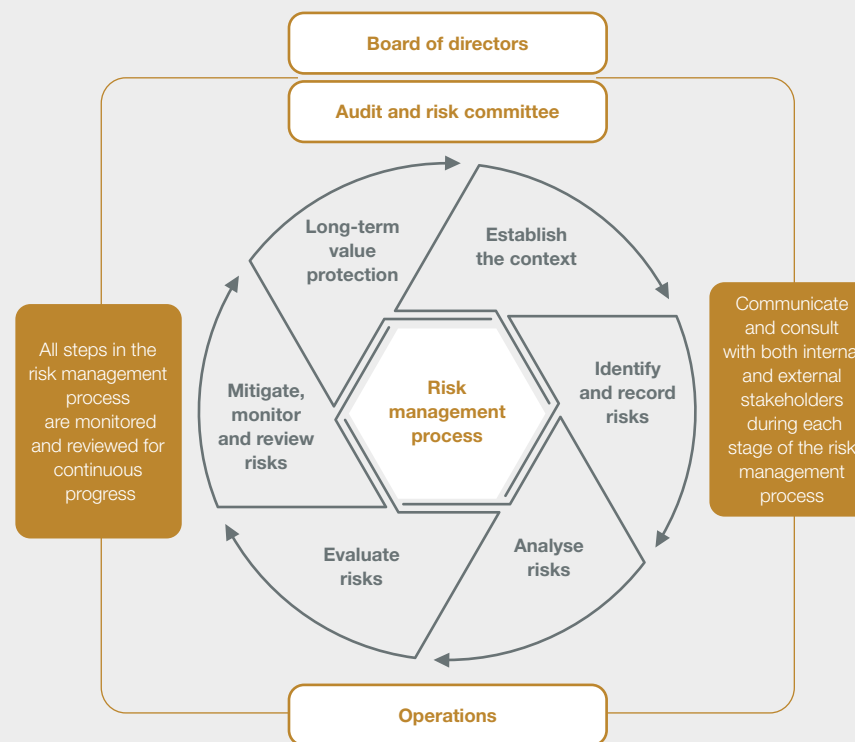 Board of directors
Audit and risk committee
Long-term
value
protection
Establish
the context
Identify
and record
risks
Analyse
risks
Evaluate
risks
Mitigate,
monitor
and review
risks
Risk
management
process
All steps in the
risk management
process
are monitored
and reviewed for
continuous
progress
Communicate
and consult
with both interna
and external
stakeholders
during each
stage of the risk
management
process
Operations